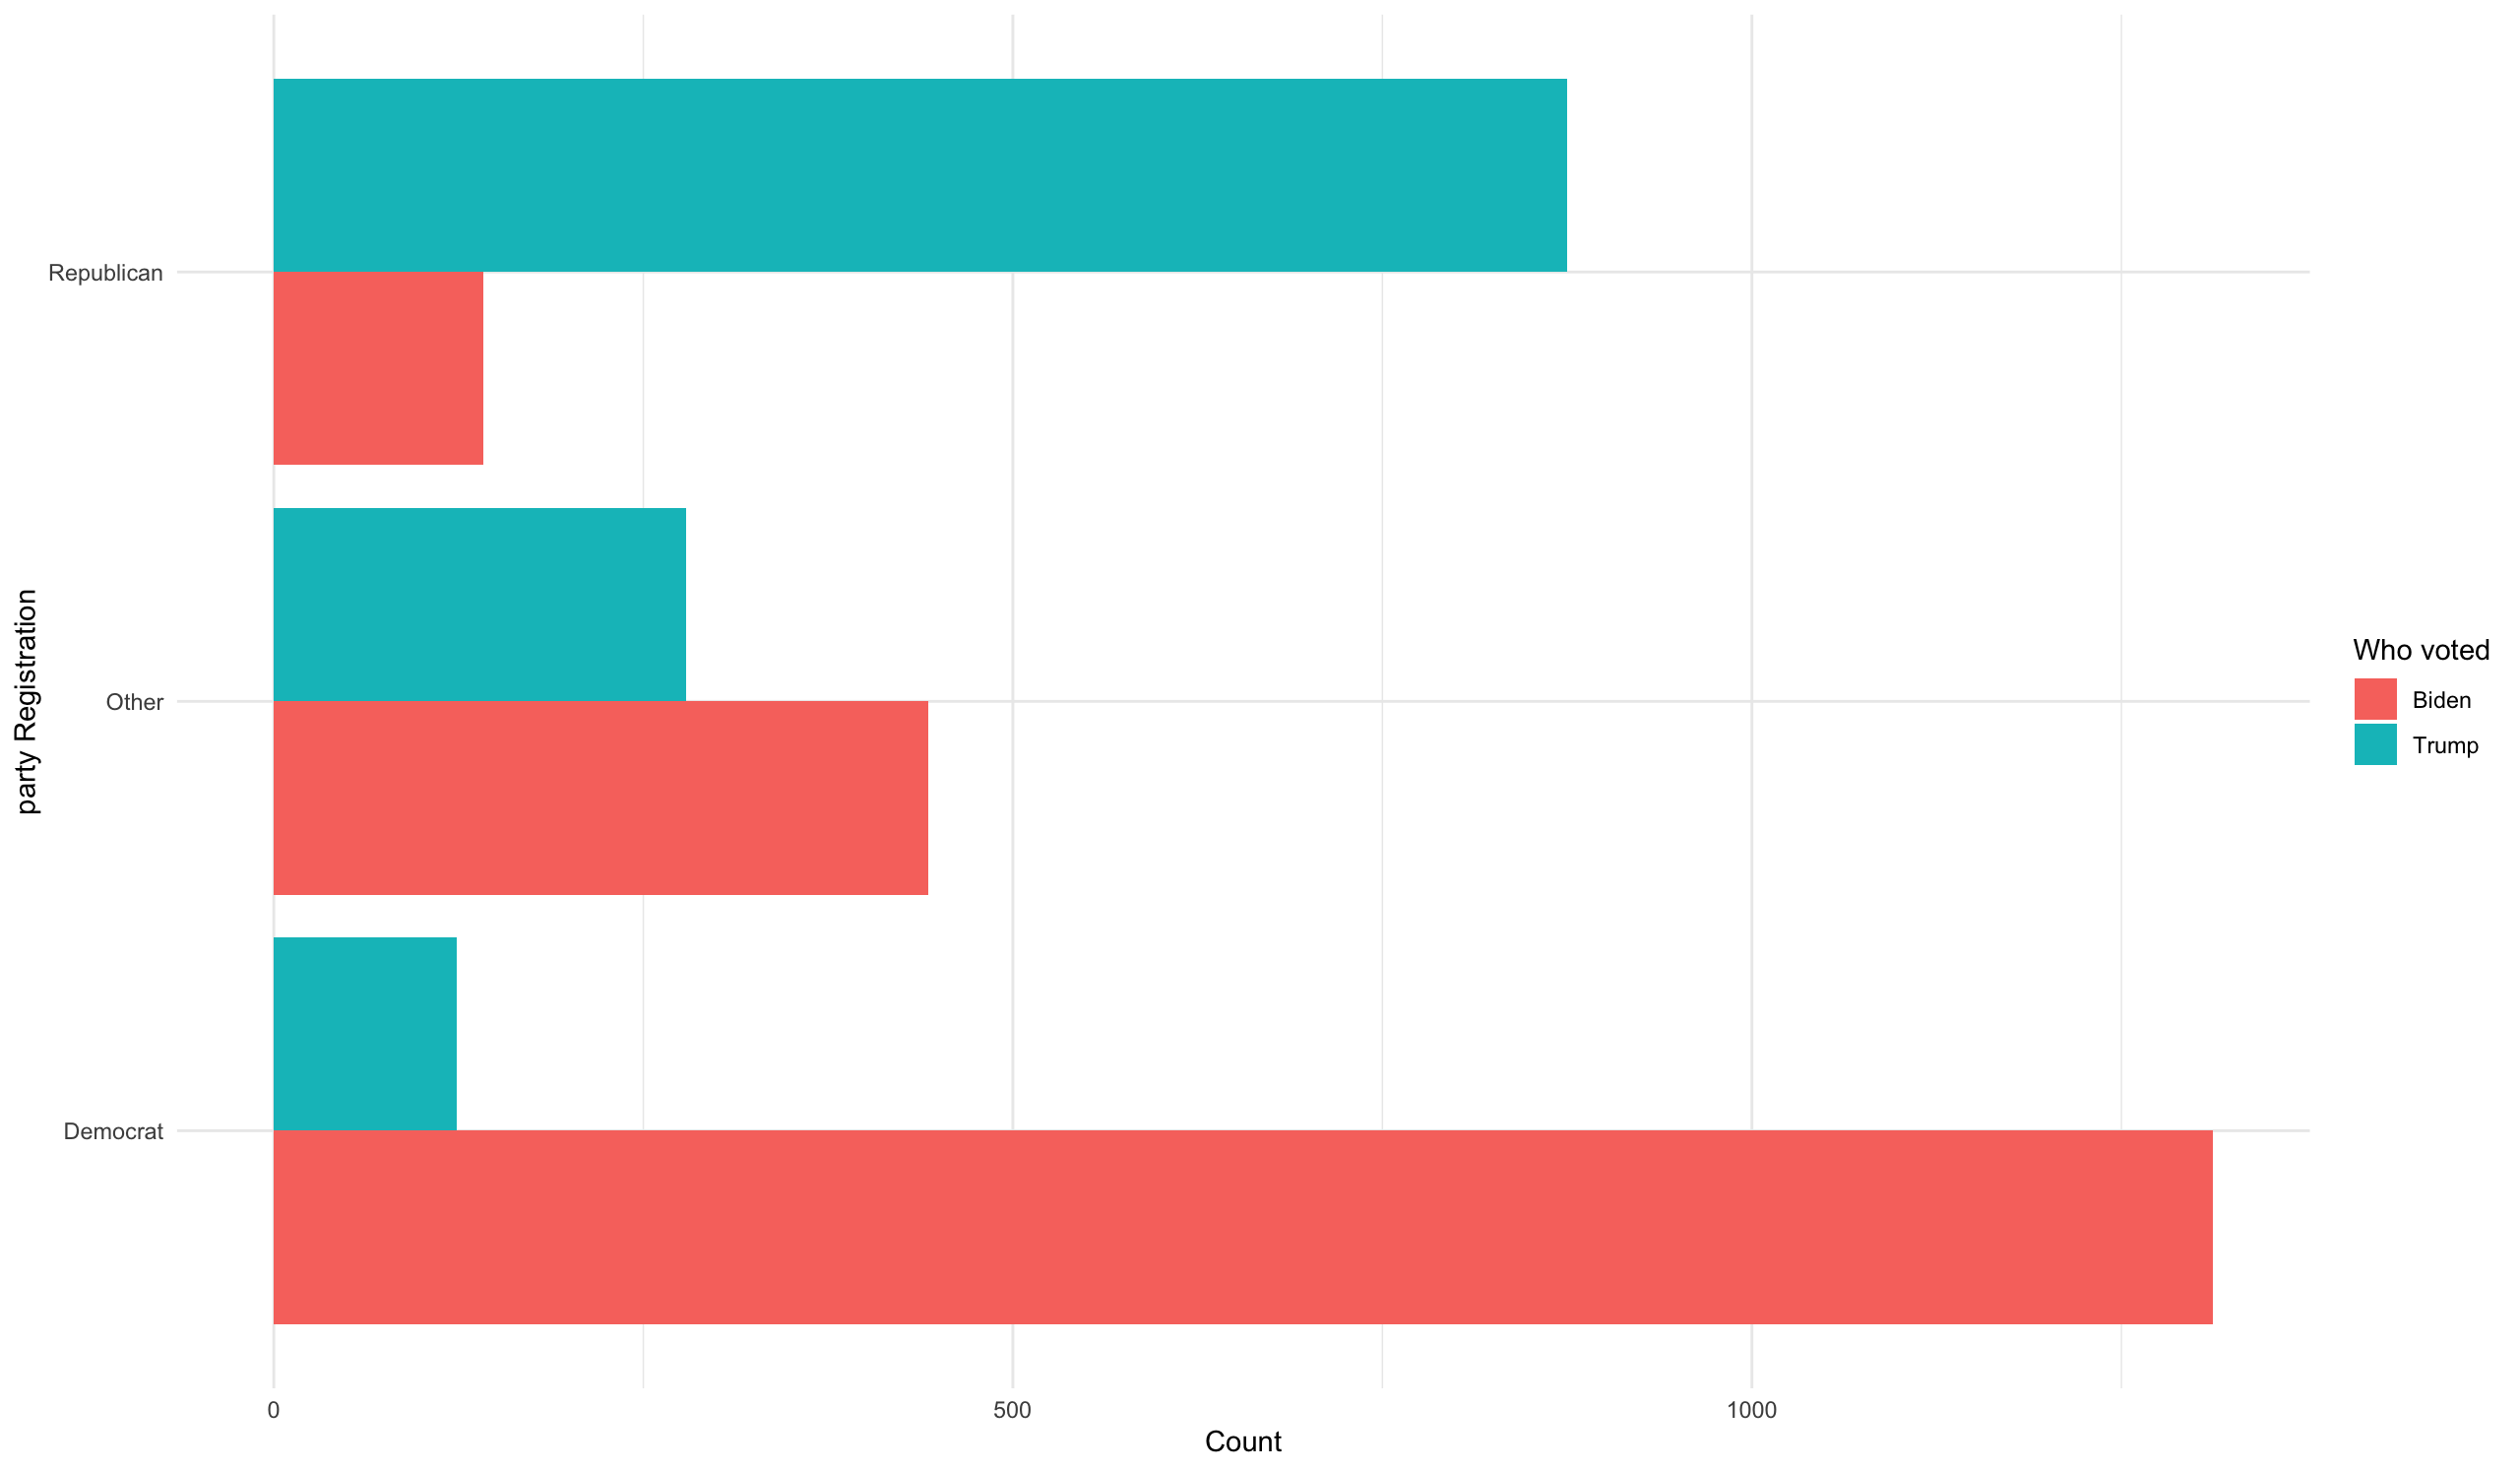 Republican
Other
Democrat
party Registration
0
500
1000
Count
Who voted
Biden
Trump